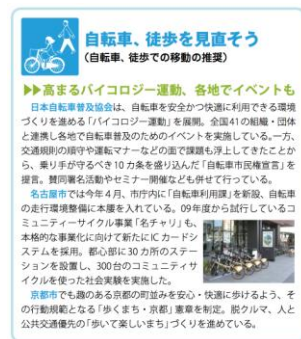 自転車、徒歩を見直そう
(自転車、徒歩での移動の推奨)
▶▶高まるバイコロジー運動、各地でイベントも
日本自転車普及協会は、自転車を安全かつ快適に利用できる環境
づくりを進める「バイコロジー運動」を展開。全国41の組織・団体
と連携し各地で自転車普及のためのイベントを実施している。一方、
交通規則の順守や運転マナーなどの面で課題も浮上してきたことか
ら、乗り手が守るべき10カ条を盛り込んだ「自転車市民権宣言」を
提言。賛同署名活動やセミナー開催なども併せて行っている。
名古屋市では今年4月、市庁内に「自転車利用課」を新設、自転車
の走行環境整備に本腰を入れている。09年度から試行しているコ
ミュニティーサイクル事業「名チャリ」も、
本格的な事業化に向けて新たにICカードシ
ステムを採用。都心部に30カ所のステー
ションを設置し、300台のコミュニティサ
イクルを使った社会実験を実施した。
京都市でも趣のある京都の町並みを安心・快適に歩けるよう、そ
の行動規範となる「歩くまち・京都」憲章を制定。脱クルマ、人と
公共交通優先の「歩いて楽しいまち」づくりを進めている。